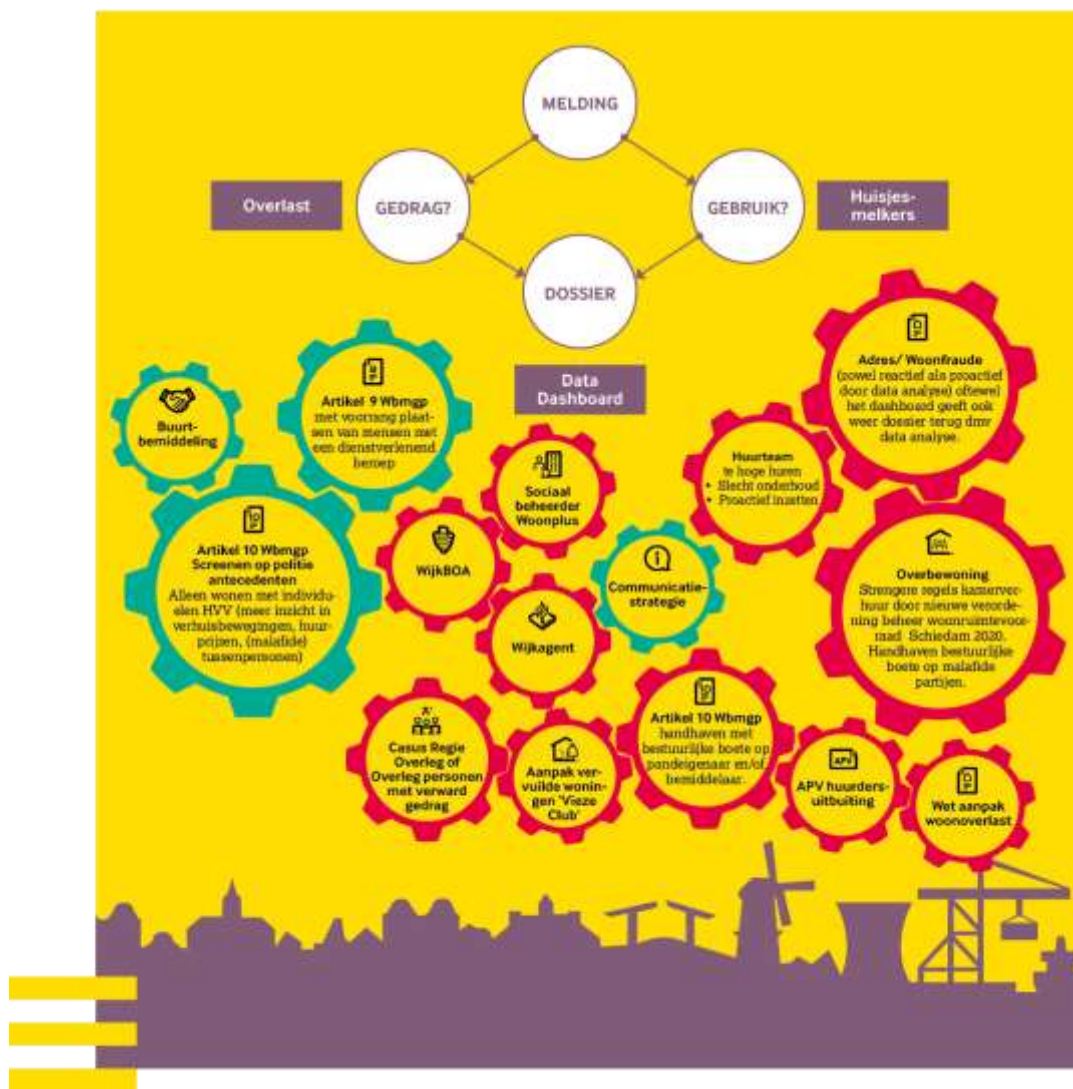 MELDING
Overlast
GEDRAG?
GEBRUIK?
Huisjes-
melkers
DOSSIER
Data
Dashboard
Buurt-
bemiddeling
Artikel 9 Wbmgp
met voorrang plaat-
sen van mensen met
een dienstverlenend
beroep
Adres/ Woonfraude
(zowel reactief als proactief
door data analyse) oftewel
het dashboard geeft ook
weer dossier terug dmv
data analyse.
Huurteam
te hoge huren
• Slecht onderhoud
• Proactief inzetten
Sociaal
beheerder
Woonplus
Artikel 10 Wbmgp
Screenen op politie
antecedenten
Alleen wonen met individu-
elen HVV (meer inzicht in
verhuisbewegingen, huur-
prijzen, (malafide)
tussenpersonen)
WijkBOA
Communicatie-
strategie
Overbewoning
Strengere regels kamerver-
huur door nieuwe verorde-
ning beheer woonruimtevoor-
raad Schiedam 2020.
Handhaven bestuurlijke
boete op malafide
partijen.
Wijkagent
Casus Regie
Overleg of
Overleg personen
met verward
gedrag
Aanpak ver-
vuilde wonin-
gen 'Vieze
Club'
Artikel 10 Wbmgp
handhaven met
bestuurlijke boete op
pandeigenaar en/of
bemiddelaar.
APV
APV huurders-
uitbuiting
Wet aanpak
woonoverlast